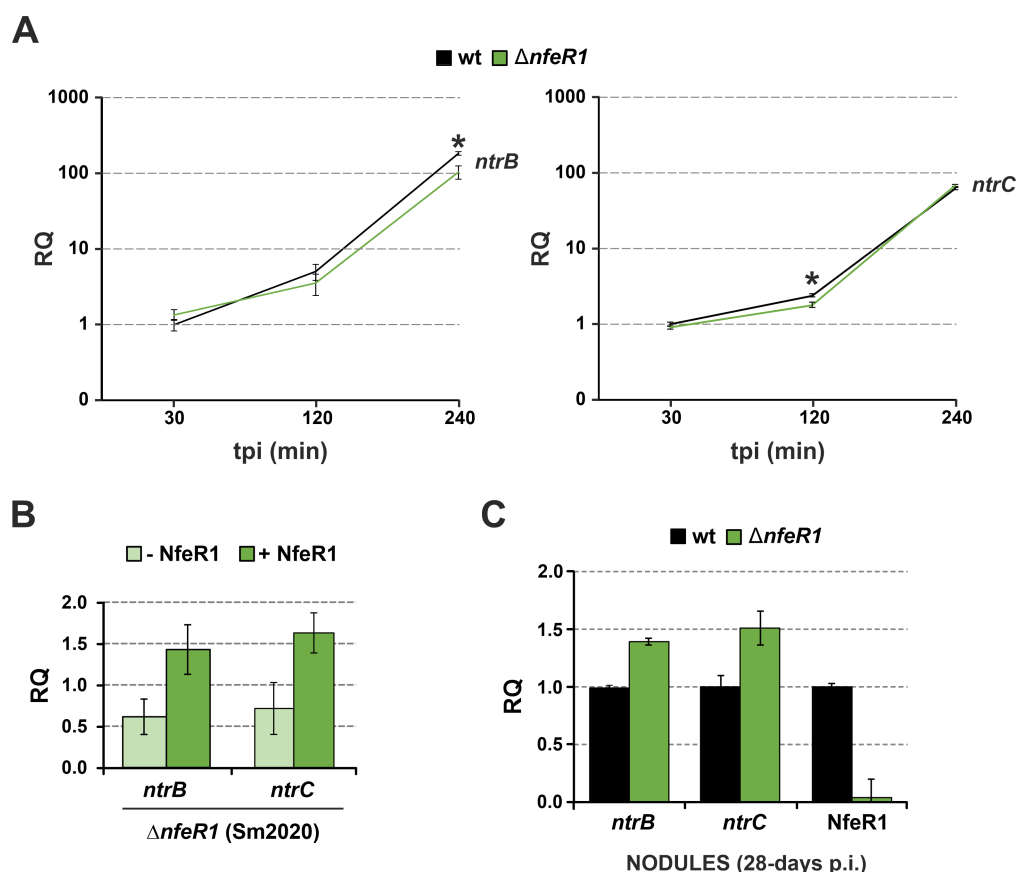 A
wt ΔnfeR1
1000
100
10
1
0
RQ
*
ntrB
30 120 240
tpi (min)
1000
100
10
1
0
RQ
*
ntrC
30 120 240
tpi (min)
B
- NfeR1 + NfeR1
2.0
1.5
1.0
0.5
0.0
RQ
ntrB ntrC
ΔnfeR1 (Sm2020)
C
wt ΔnfeR1
2.0
1.5
1.0
0.5
0.0
RQ
ntrB ntrC NfeR1
NODULES (28-days p.i.)